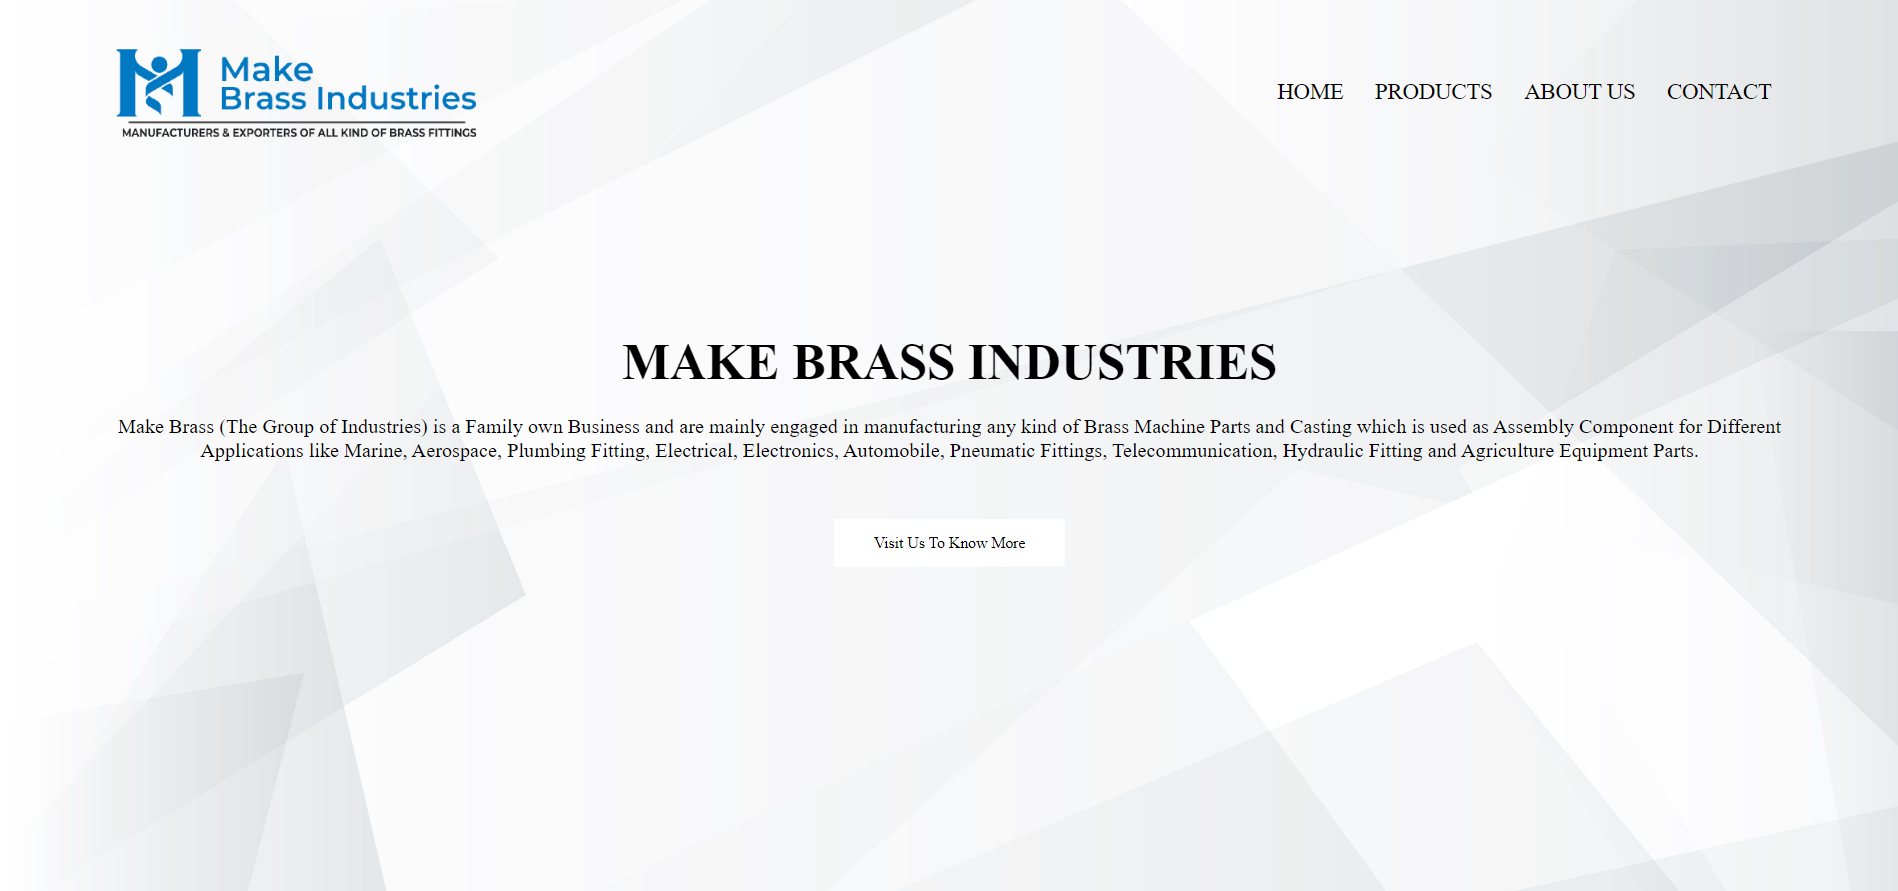 Make
Brass Industries
MANUFACTURERS & EXPORTERS OF ALL KIND OF BRASS FITTINGS
HOME PRODUCTS ABOUT US CONTACT
MAKE BRASS INDUSTRIES
Make Brass (The Group of Industries) is a Family own Business and are mainly engaged in manufacturing any kind of Brass Machine Parts and Casting which is used as Assembly Component for Different
Applications like Marine, Aerospace, Plumbing Fitting, Electrical, Electronics, Automobile, Pneumatic Fittings, Telecommunication, Hydraulic Fitting and Agriculture Equipment Parts.
Visit Us To Know More